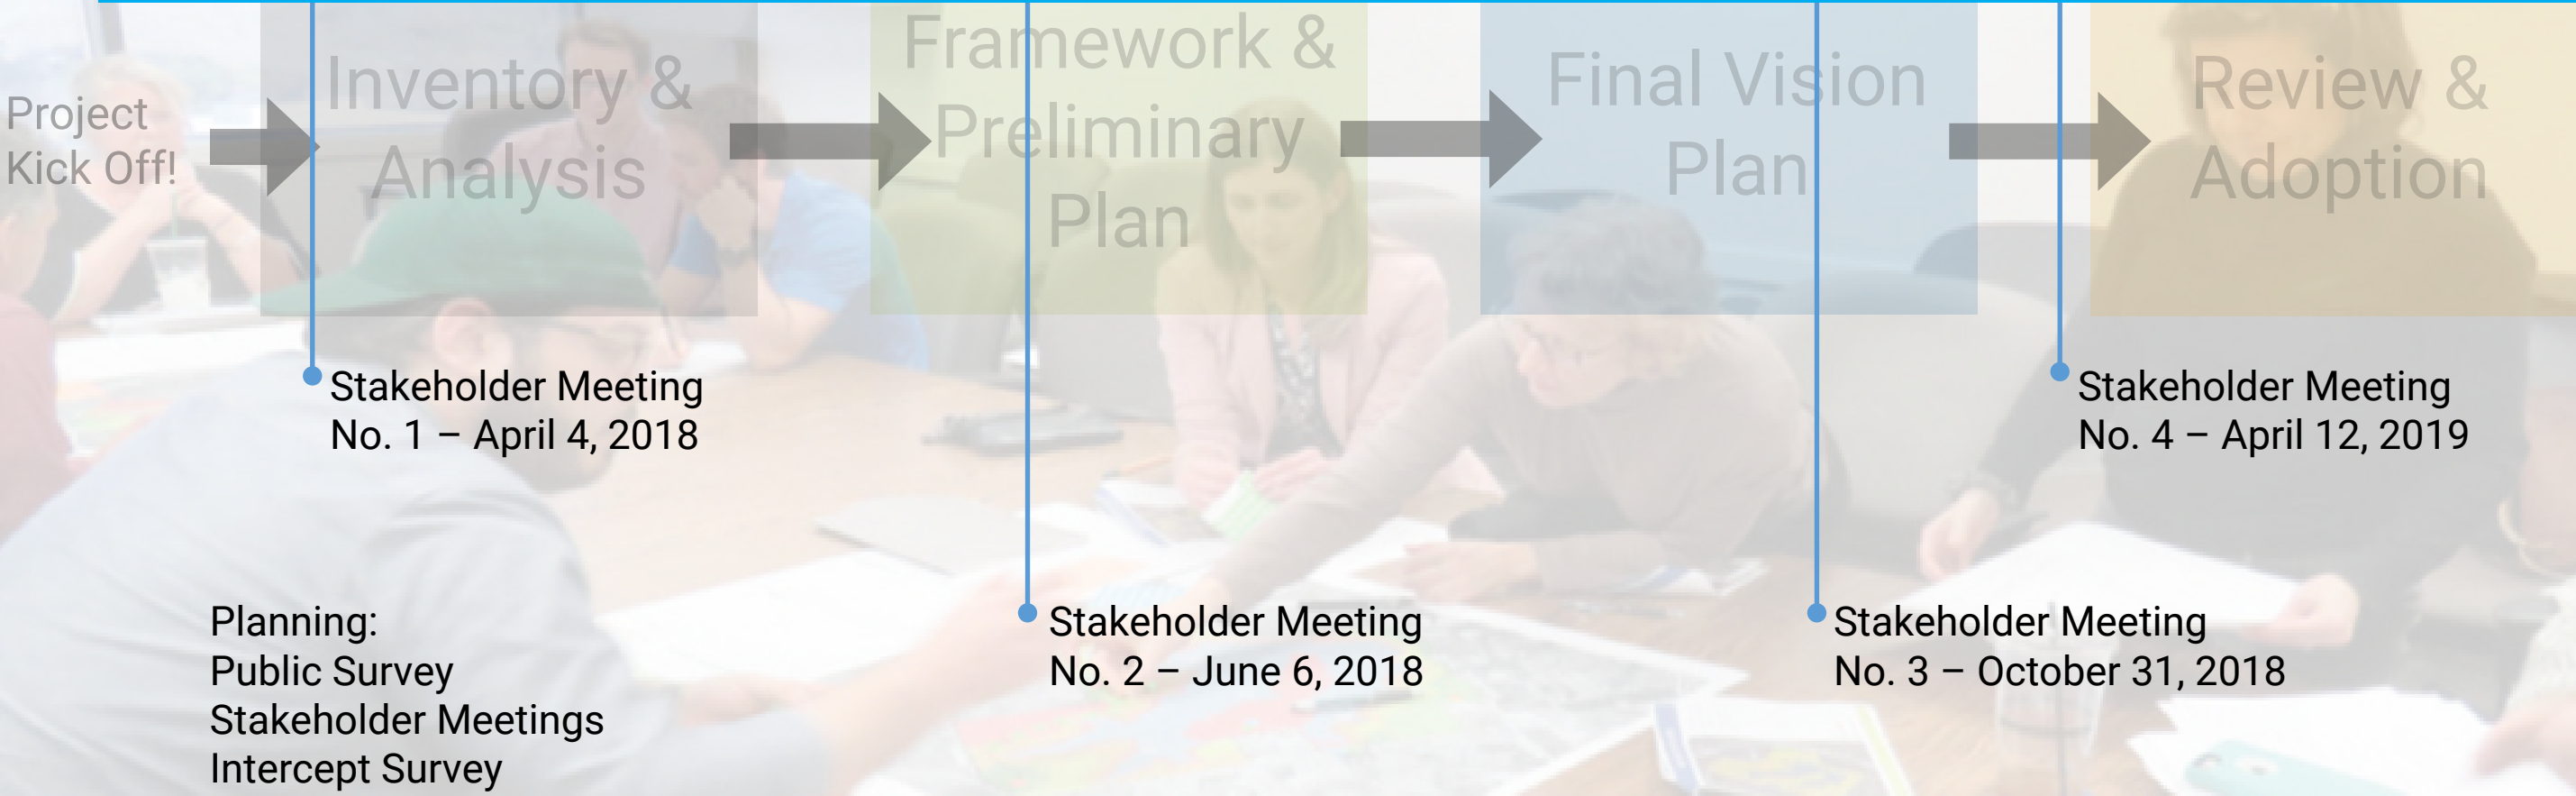 Project
Kick Off!
Inventory &
Analysis
Framework &
Preliminary
Plan
Final Vision
Plan
Review &
Adoption
Stakeholder Meeting
No. 1 – April 4, 2018
Stakeholder Meeting
No. 2 – June 6, 2018
Stakeholder Meeting
No. 3 – October 31, 2018
Stakeholder Meeting
No. 4 – April 12, 2019
Planning:
Public Survey
Stakeholder Meetings
Intercept Survey